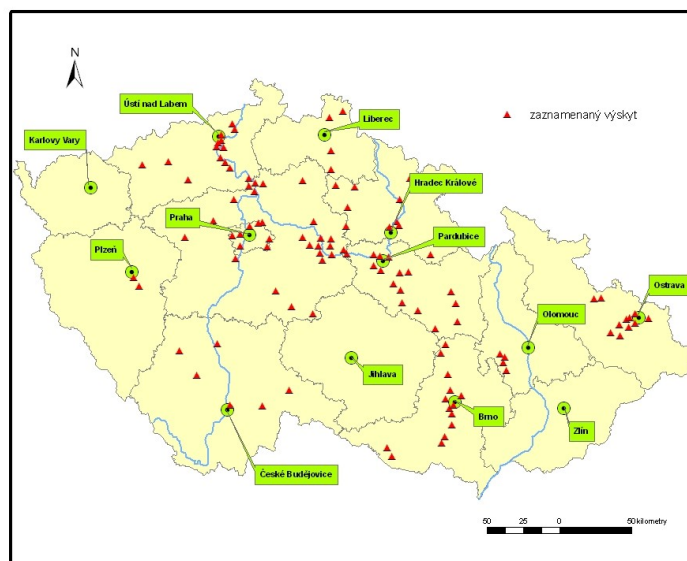 N
Ústí nad Labem
Liberec
zaznamenaný výskyt
Karlovy Vary
Hradec Králové
Praha
Pardubice
Plzeň
Ostrava
Olomouc
Jihlava
Brno
Zlín
České Budějovice
50 25 0 50 kilometry